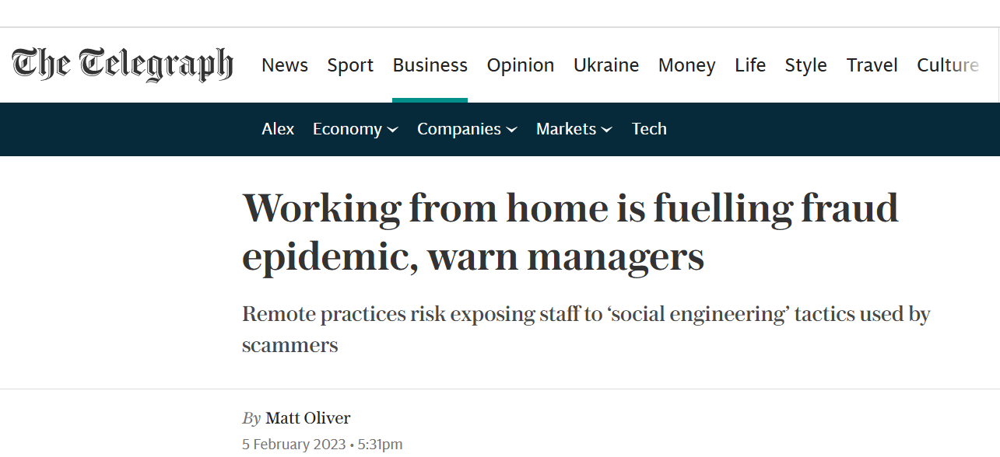 The Telegraph News Sport Business Opinion Ukraine Money Life Style Travel Culture
Alex Economy Companies Markets Tech
Working from home is fuelling fraud
epidemic, warn managers
Remote practices risk exposing staff to ‘social engineering’ tactics used by
scammers
By Matt Oliver
5 February 2023 • 5:31pm